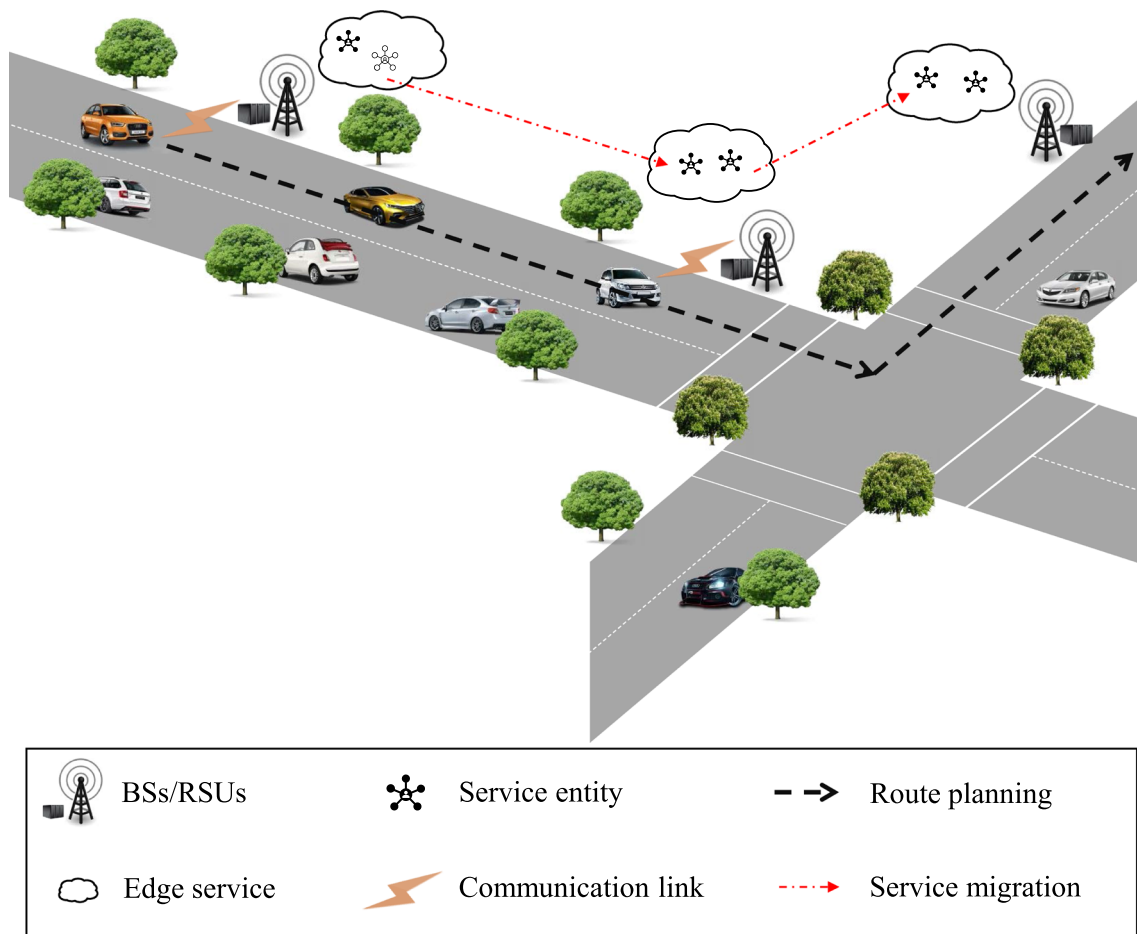 BSs/RSUs
Service entity
Route planning
Edge service
Communication link
Service migration